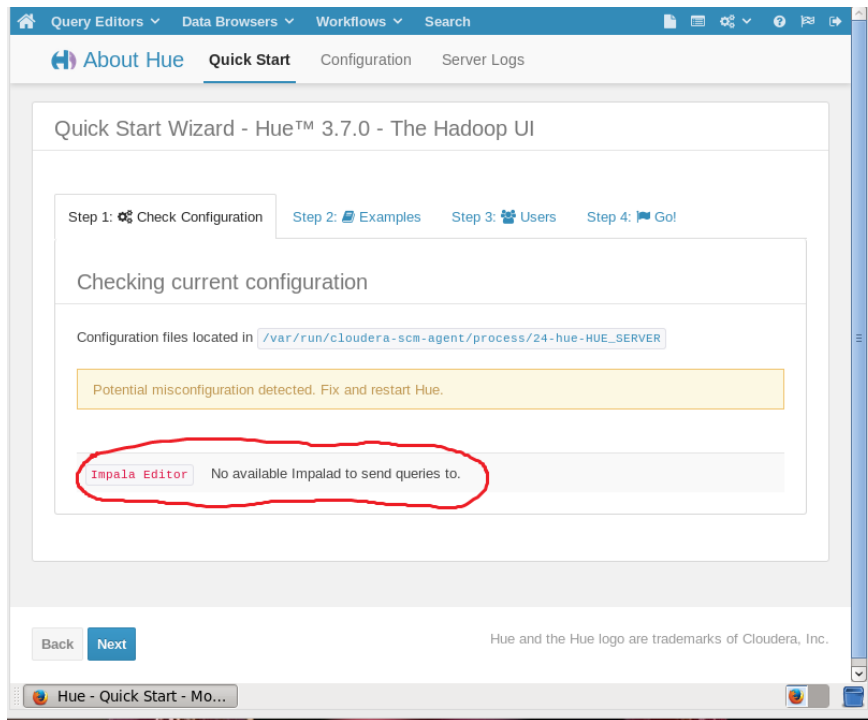 Query Editors Data Browsers Workflows Search
About Hue Quick Start Configuration Server Logs
Quick Start Wizard - Hue™ 3.7.0 - The Hadoop UI
Step 1: Check Configuration Step 2: Examples Step 3: Users Step 4: Go!
Checking current configuration
Configuration files located in /var/run/cloudera-scm-agent/process/24-hue-HUE_SERVER
Potential misconfiguration detected. Fix and restart Hue.
Impala Editor No available Impalad to send queries to.
Back Next Hue and the Hue logo are trademarks of Cloudera, Inc.
Hue - Quick Start - Mo...